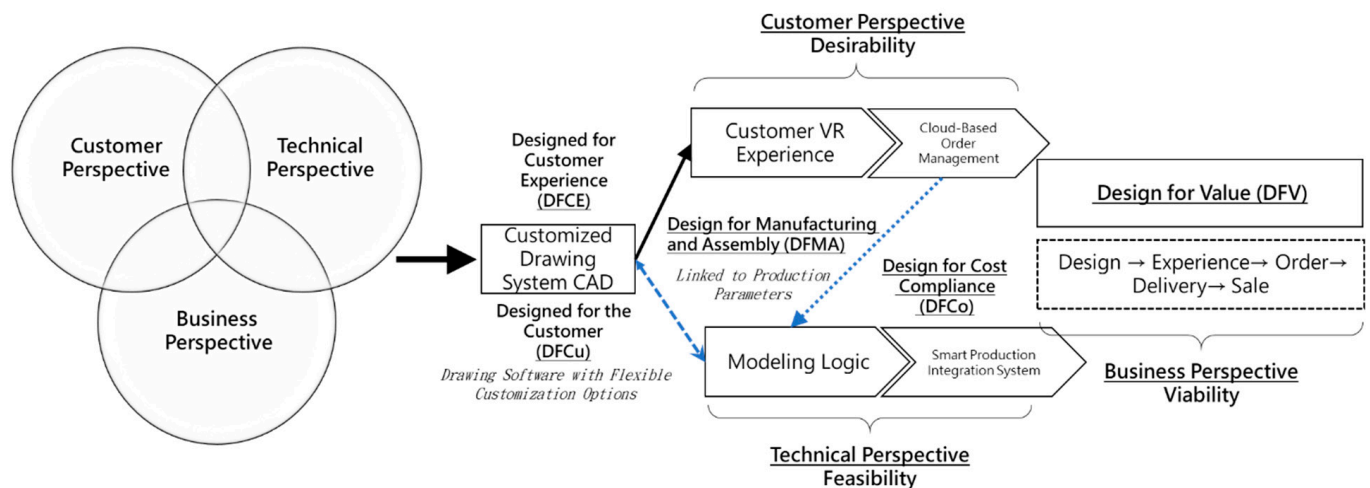 Customer
Perspective
Technical
Perspective
Business
Perspective
Designed for
Customer
Experience
(DFCE)
Customized
Drawing
System CAD
Designed for the
Customer
(DFCu)
Drawing Software with Flexible
Customization Options
Customer Perspective
Desirability
Customer VR
Experience
Cloud-Based
Order
Management
Design for Manufacturing
and Assembly (DFMA)
Linked to Production
Parameters
Design for Cost
Compliance
(DFCo)
Modeling Logic
Smart Production
Integration System
Technical Perspective
Feasibility
Design for Value (DFV)
Design → Experience→ Order→
Delivery→ Sale
Business Perspective
Viability